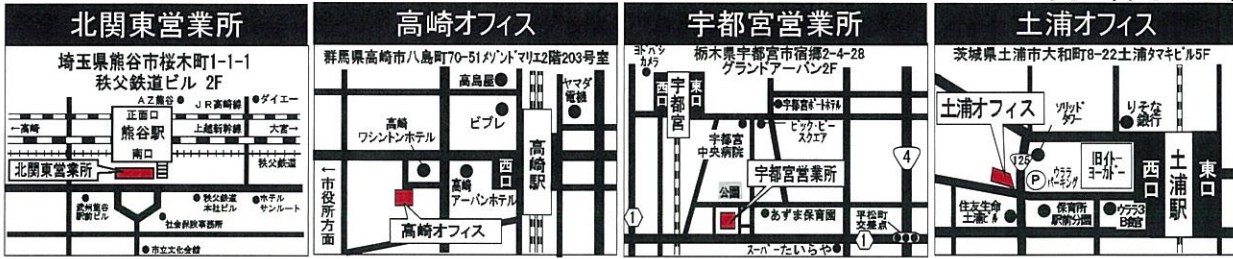 北関東営業所
埼玉県熊谷市桜木町1-1-1
秩父鉄道ビル 2F
AZ熊谷
JR高崎線
ダイエー
正面口
←高崎
熊谷駅
上越新幹線
大宮→
南口
秩父鉄道
北関東営業所
武州熊谷
駅前ビル
秩父鉄道
本社ビル
ホテル
サンルート
社会保険事務所
市立文化会館
高崎オフィス
群馬県高崎市八島町70-51メゾンドマリエ2階203号室
高島屋
ヤマダ
電機
ビブレ
高崎
ワシントンホテル
高崎駅
西口
高崎
アーバンホテル
←市役所方面
高崎オフィス
宇都宮営業所
栃木県宇都宮市宿郷2-4-28
グランドアーバン2F
ヨドバシ
カメラ
西口
宇都宮
東口
宇都宮ポートホテル
宇都宮
中央病院
ビック・ビー
スクエア
4
宇都宮営業所
公園
あずま保育園
平松町
交差点
1
1
スーパーたいらや
土浦オフィス
茨城県土浦市大和町8-22土浦タマキビル5F
土浦オフィス
ソリッド
タワー
りそな
銀行
125
P
ウララ
パーキング
旧イトー
ヨーカドー
西口
土浦駅
東口
住友生命
土浦ビル
保育所
駅前分園
ウララ3
B館